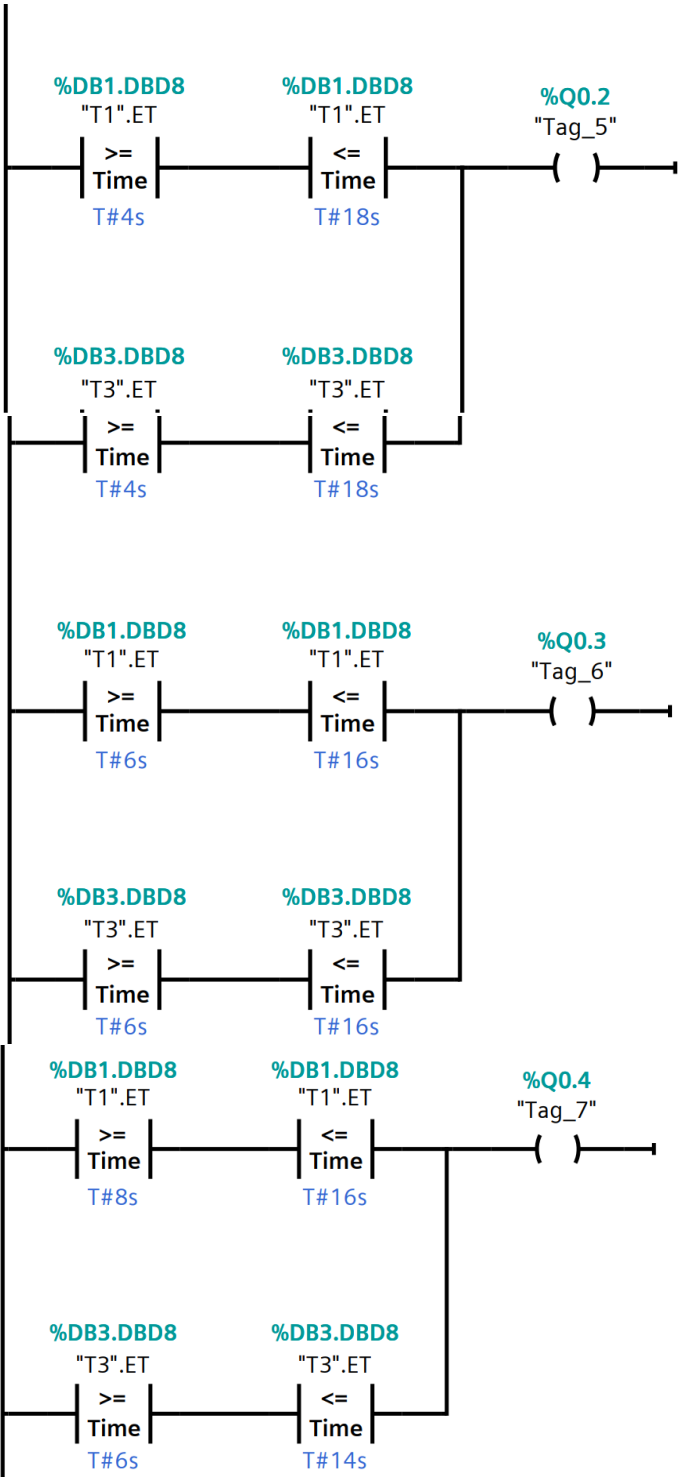 %DB1.DBD8 %DB1.DBD8 %Q0.2
"T1".ET "T1".ET "Tag_5"
>= <=
Time Time
T#4s T#18s
%DB3.DBD8 %DB3.DBD8
"T3".ET "T3".ET
>= <=
Time Time
T#4s T#18s
%DB1.DBD8 %DB1.DBD8 %Q0.3
"T1".ET "T1".ET "Tag_6"
>= <=
Time Time
T#6s T#16s
%DB3.DBD8 %DB3.DBD8
"T3".ET "T3".ET
>= <=
Time Time
T#6s T#16s
%DB1.DBD8 %DB1.DBD8 %Q0.4
"T1".ET "T1".ET "Tag_7"
>= <=
Time Time
T#8s T#16s
%DB3.DBD8 %DB3.DBD8
"T3".ET "T3".ET
>= <=
Time Time
T#6s T#14s